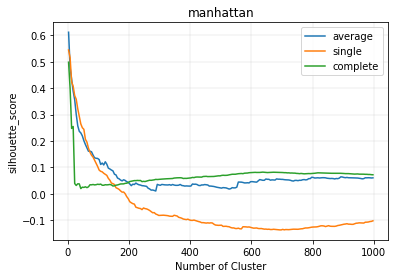 manhattan
silhouette_score
0.6
0.5
0.4
0.3
0.2
0.1
0.0
−0.1
average
single
complete
0 200 400 600 800 1000
Number of Cluster